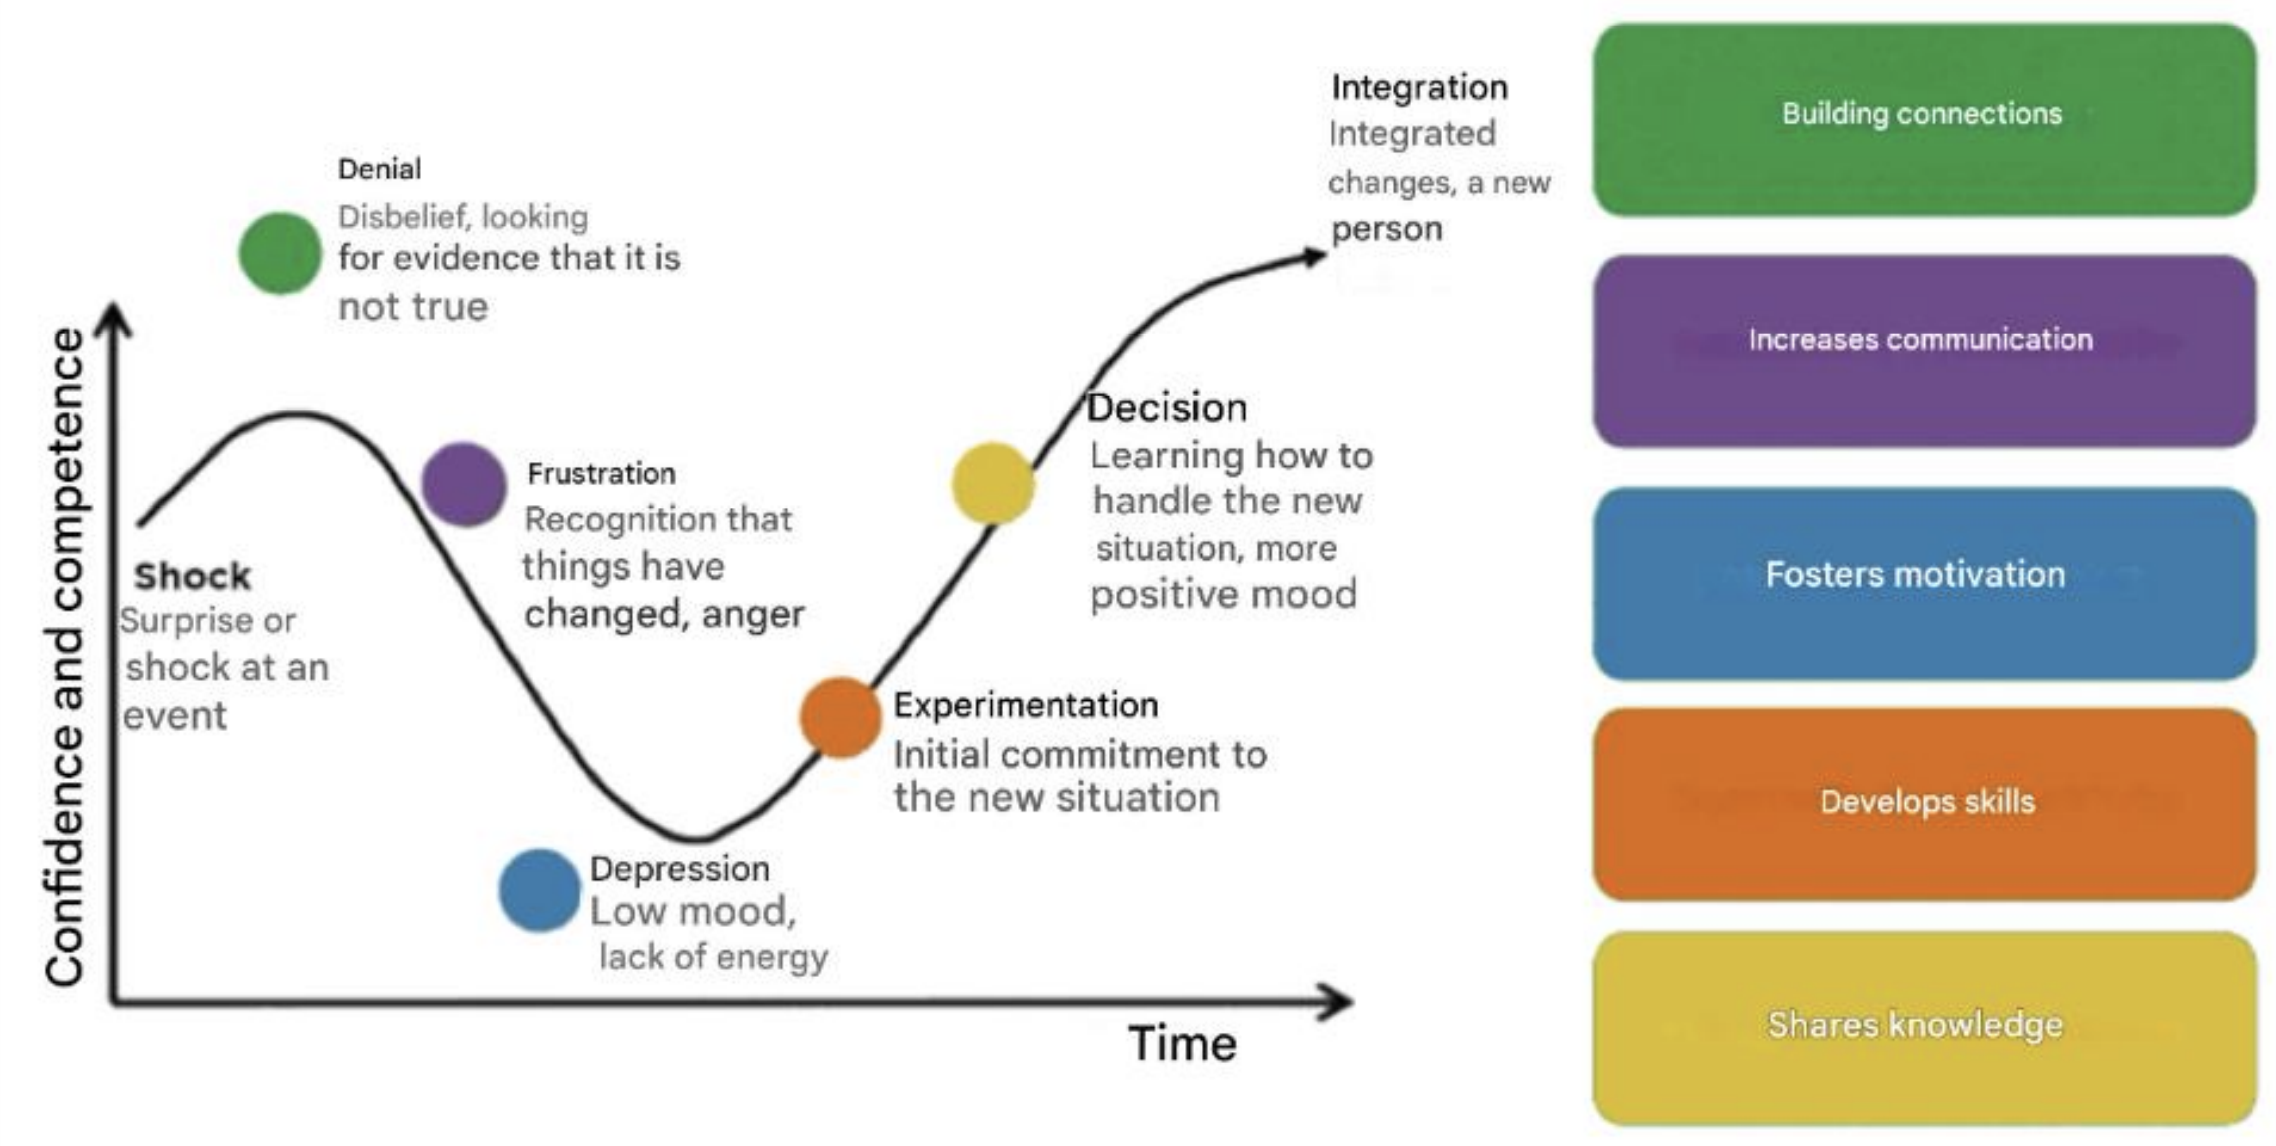 Denial
Disbelief, looking
for evidence that it is
not true
Integration
Integrated
changes, a new
person
Confidence and competence
Shock
Surprise or
shock at an
event
Frustration
Recognition that
things have
changed, anger
Decision
Learning how to
handle the new
situation, more
positive mood
Experimentation
Initial commitment to
the new situation
Depression
Low mood,
lack of energy
Time
Building connections
Increases communication
Fosters motivation
Develops skills
Shares knowledge